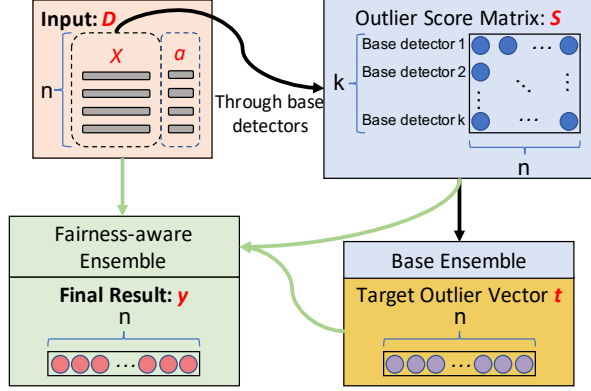 Input: D
X
a
n
Through base
detectors
Outlier Score Matrix: S
Base detector 1
Base detector 2
Base detector k
k
...
...
n
Fairness-aware
Ensemble
Final Result: y
n
...
Base Ensemble
Target Outlier Vector t
n
...